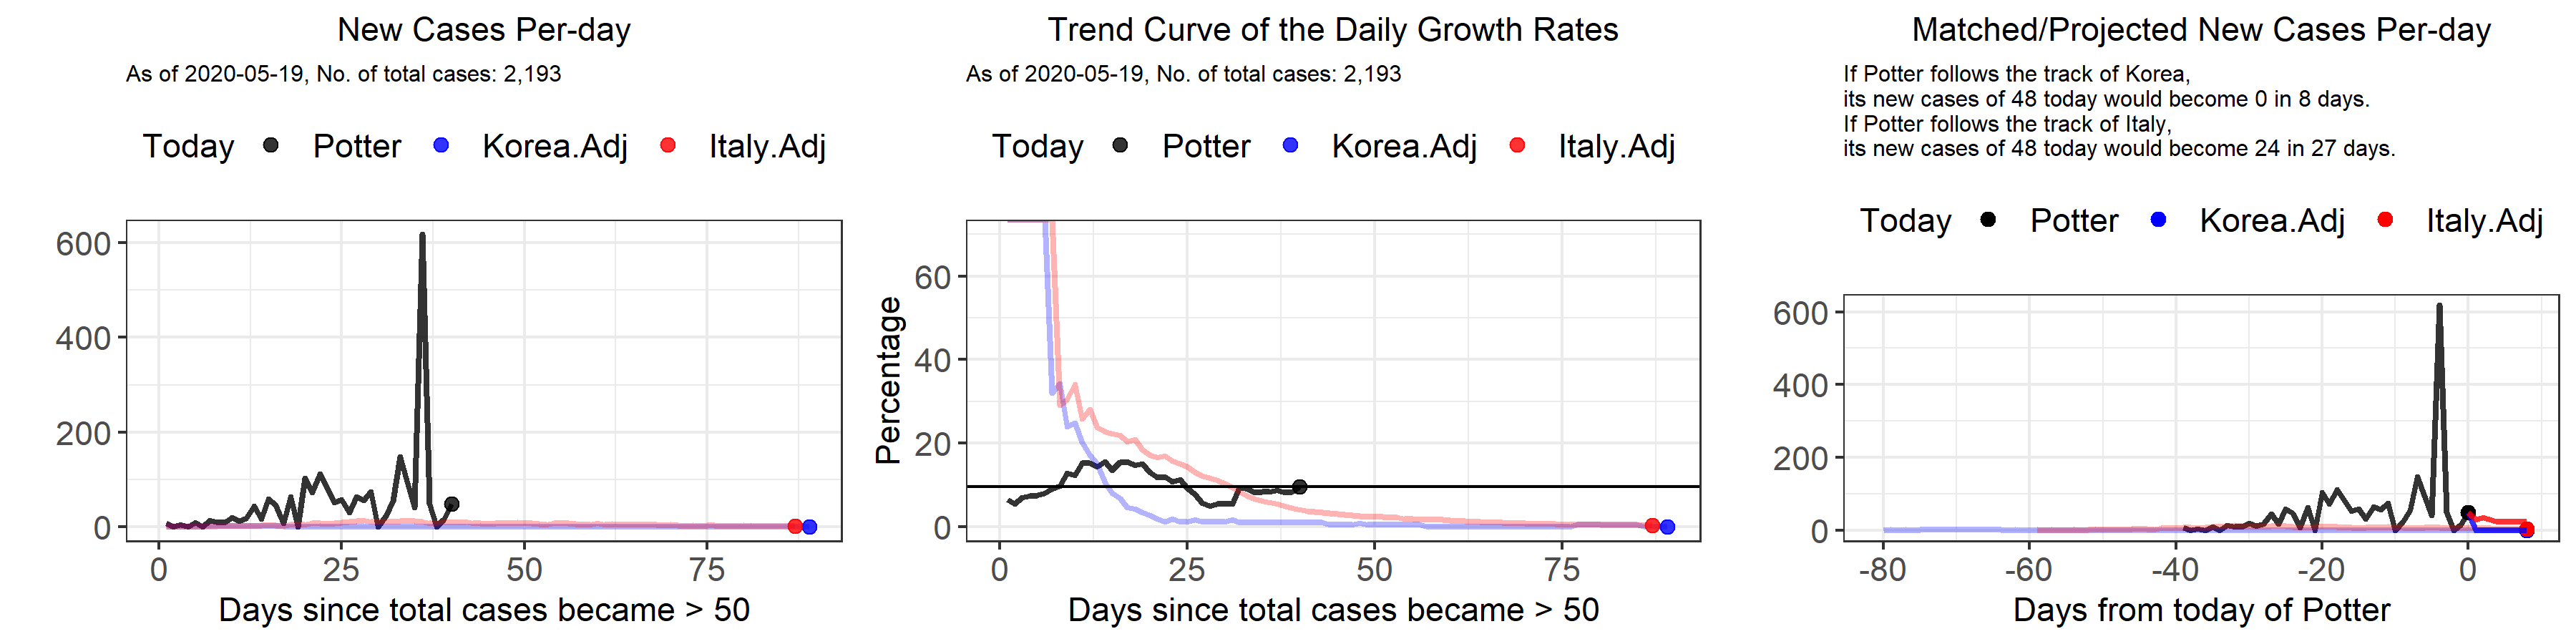 New Cases Per-day
As of 2020-05-19, No. of total cases: 2,193
Today Potter Korea.Adj Italy.Adj
600
400
200
0
0 25 50 75
Days since total cases became > 50
Trend Curve of the Daily Growth Rates
As of 2020-05-19, No. of total cases: 2,193
Today Potter Korea.Adj Italy.Adj
Percentage
60
40
20
0
0 25 50 75
Days since total cases became > 50
Matched/Projected New Cases Per-day
If Potter follows the track of Korea,
its new cases of 48 today would become 0 in 8 days.
If Potter follows the track of Italy,
its new cases of 48 today would become 24 in 27 days.
Today Potter Korea.Adj Italy.Adj
600
400
200
0
-80 -60 -40 -20 0
Days from today of Potter